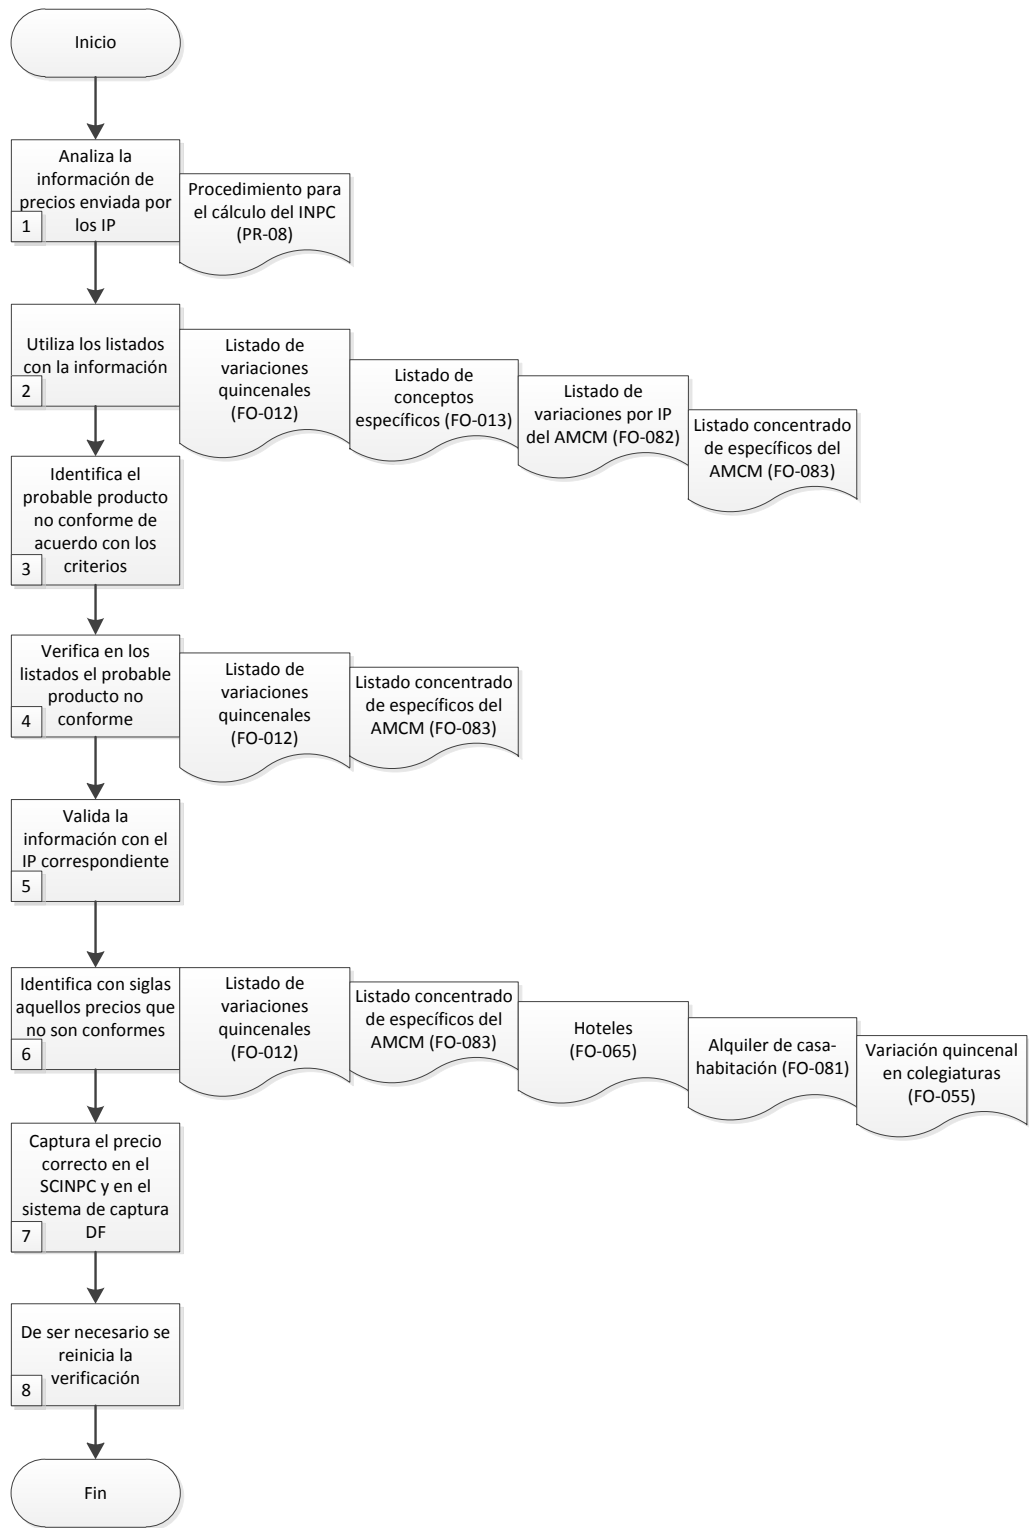 Inicio
Analiza la
información de
precios enviada por
los IP
1
Procedimiento para
el cálculo del INPC
(PR-08)
Utiliza los listados
con la información
2
Listado de
variaciones
quincenales
(FO-012)
Listado de
conceptos
específicos (FO-013)
Listado de
variaciones por IP
del AMCM (FO-082)
Listado concentrado
de específicos del
AMCM (FO-083)
Identifica el
probable producto
no conforme de
acuerdo con los
criterios
3
Verifica en los
listados el probable
producto no
conforme
4
Listado de
variaciones
quincenales
(FO-012)
Listado concentrado
de específicos del
AMCM (FO-083)
Valida la
información con el
IP correspondiente
5
Identifica con siglas
aquellos precios que
no son conformes
6
Listado de
variaciones
quincenales
(FO-012)
Listado concentrado
de específicos del
AMCM (FO-083)
Hoteles
(FO-065)
Alquiler de casa-
habitación (FO-081)
Variación quincenal
en colegiaturas
(FO-055)
Captura el precio
correcto en el
SCINPC y en el
sistema de captura
DF
7
De ser necesario se
reinicia la
verificación
8
Fin